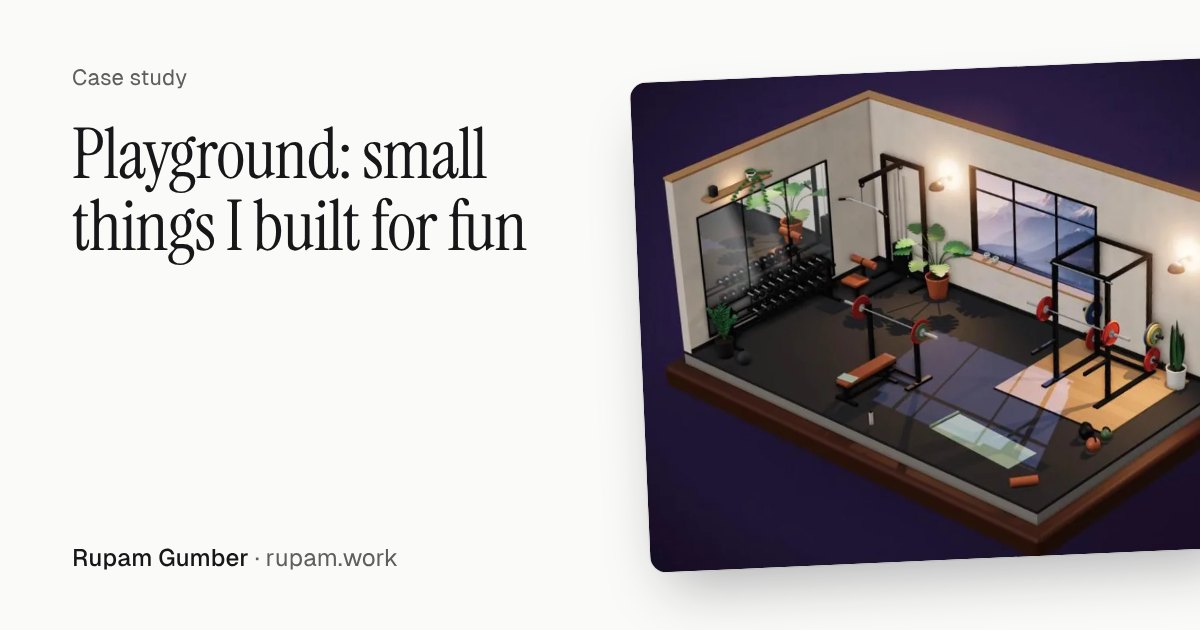 Case study
Playground: small
things I built for fun
Rupam Gumber · rupam.work